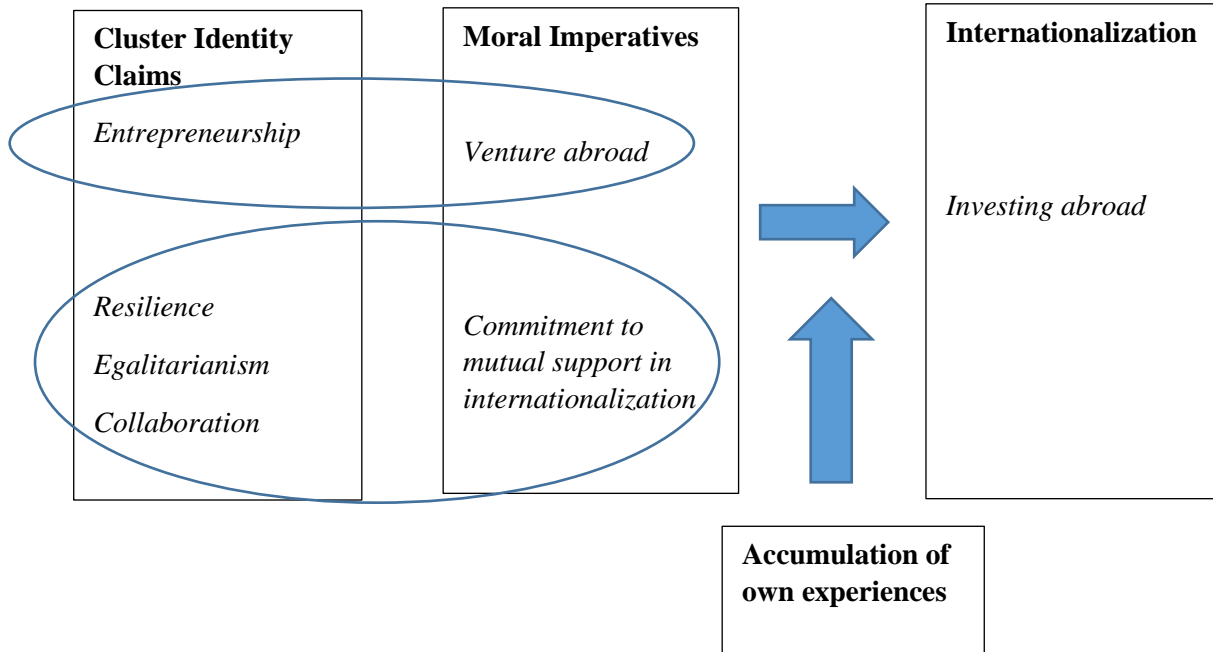 Cluster Identity
Claims
Entrepreneurship
Resilience
Egalitarianism
Collaboration
Moral Imperatives
Venture abroad
Commitment to
mutual support in
internationalization
Internationalization
Investing abroad
Accumulation of
own experiences